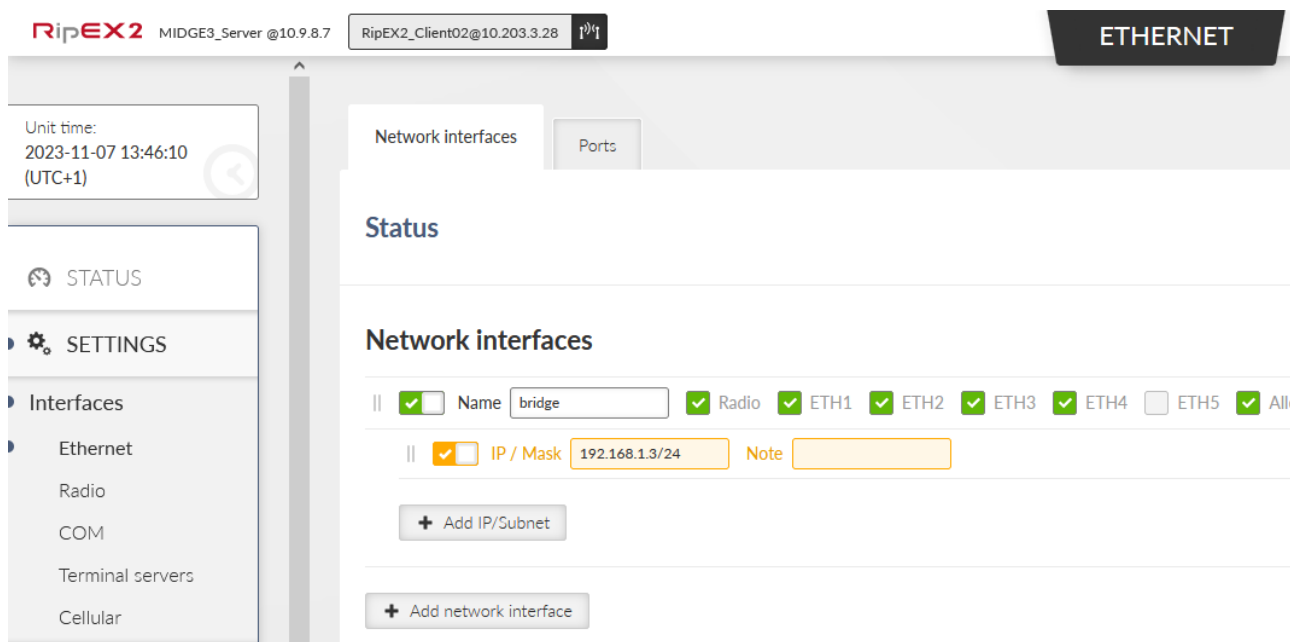 RipEX2 MIDGE3_Server @10.9.8.7 RipEX2_Client02@10.203.3.28 ETHERNET
Unit time:
2023-11-07 13:46:10
(UTC+1)
STATUS
SETTINGS
Interfaces
Ethernet
Radio
COM
Terminal servers
Cellular
Network interfaces Ports
Status
Network interfaces
Name bridge Radio ETH1 ETH2 ETH3 ETH4 ETH5
IP / Mask 192.168.1.3/24 Note
+ Add IP/Subnet
+ Add network interface